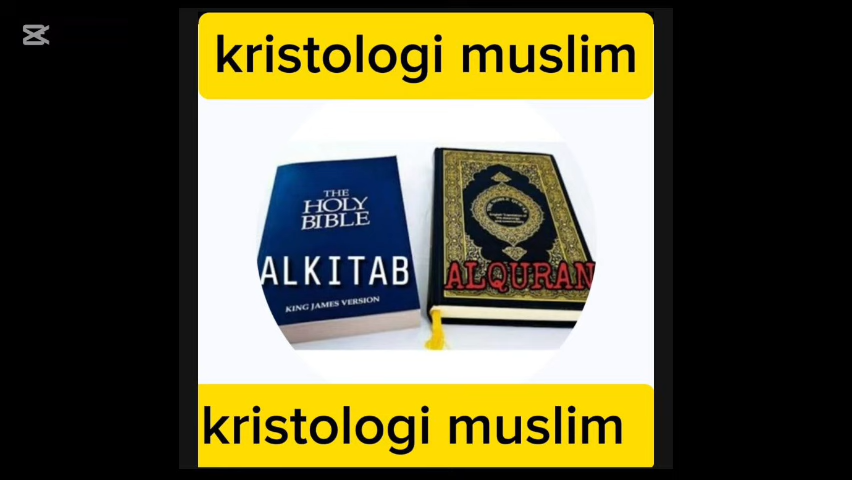 kristologi muslim
THE
HOLY
BIBLE
ALKITAB
ALQURAN
KING JAMES VERSION
kristologi muslim